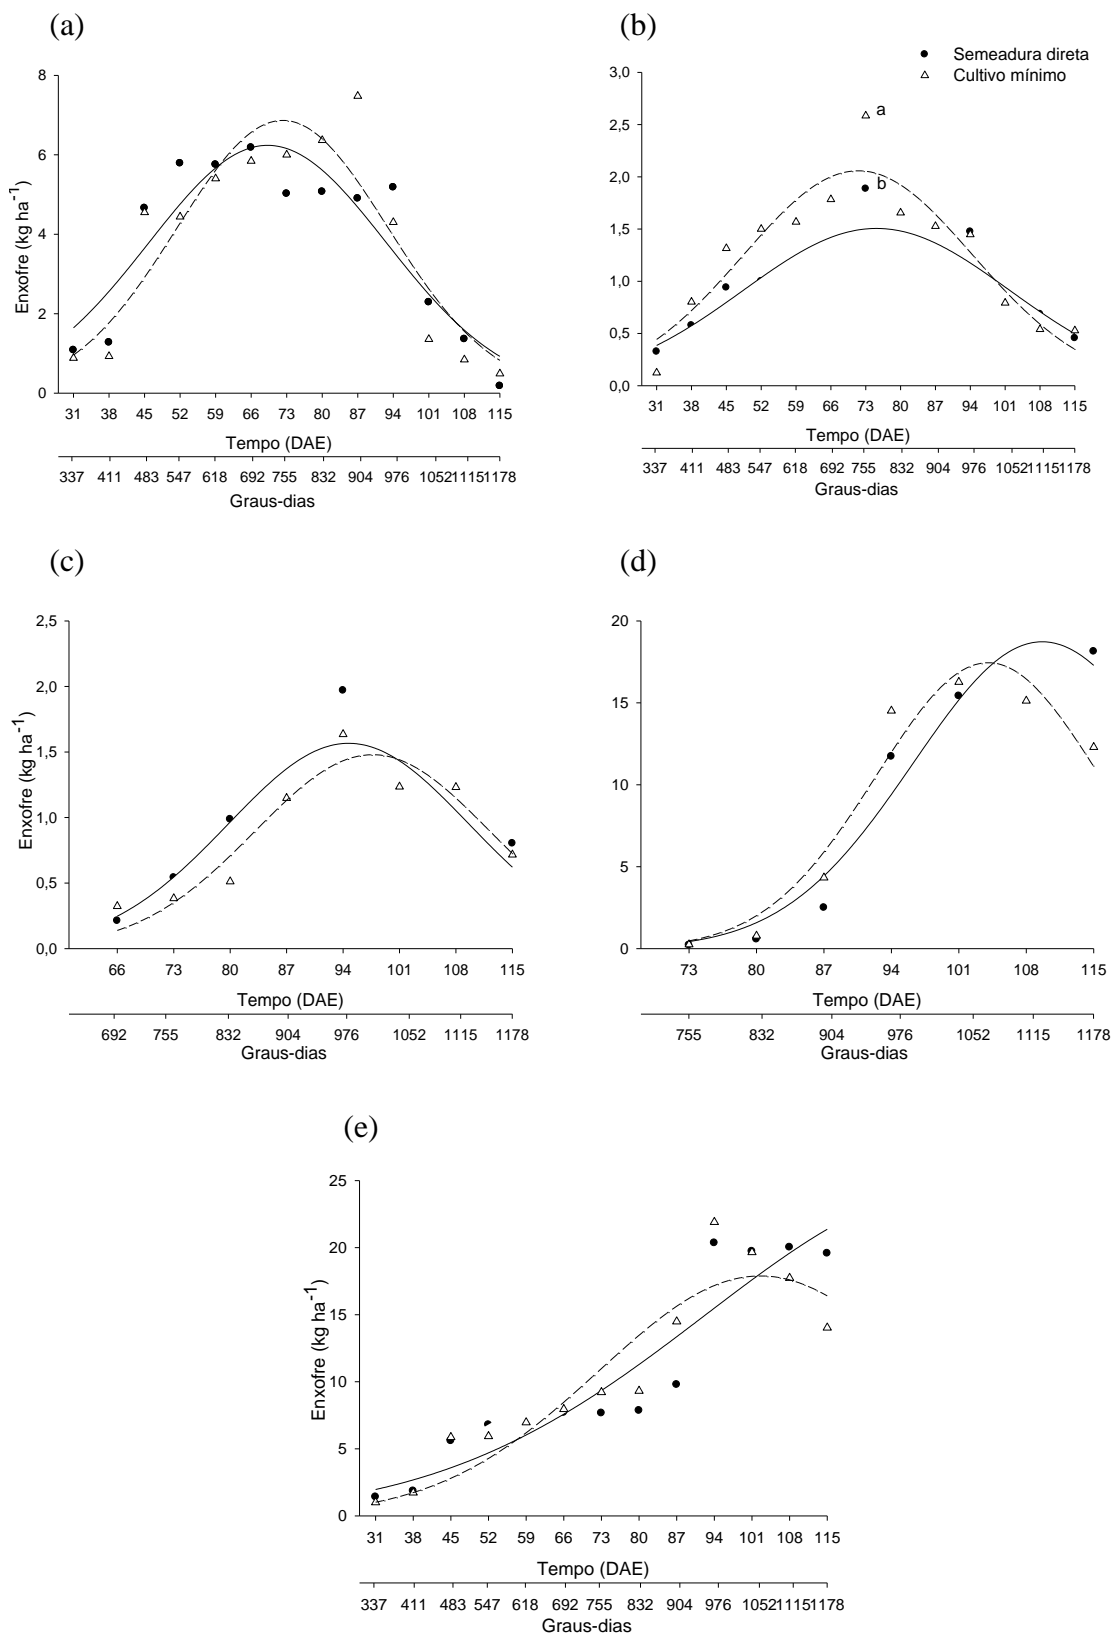 (a)
8
6
4
2
0
Enxofre (kg ha-1)
31 38 45 52 59 66 73 80 87 94 101 108 115
Tempo (DAE)
337 411 483 547 618 692 755 832 904 976 1052 1115 1178
Graus-dias
(b)
Semeadura direta
Cultivo mínimo
3,0
2,5
2,0
1,5
1,0
0,5
0,0
a
b
31 38 45 52 59 66 73 80 87 94 101 108 115
Tempo (DAE)
337 411 483 547 618 692 755 832 904 976 1052 1115 1178
Graus-dias
(c)
2,5
2,0
1,5
1,0
0,5
0,0
Enxofre (kg ha-1)
66 73 80 87 94 101 108 115
Tempo (DAE)
692 755 832 904 976 1052 1115 1178
Graus-dias
(d)
20
15
10
5
0
73 80 87 94 101 108 115
Tempo (DAE)
755 832 904 976 1052 1115 1178
Graus-dias
(e)
25
20
15
10
5
0
Enxofre (kg ha-1)
31 38 45 52 59 66 73 80 87 94 101 108 115
Tempo (DAE)
337 411 483 547 618 692 755 832 904 976 1052 1115 1178
Graus-dias